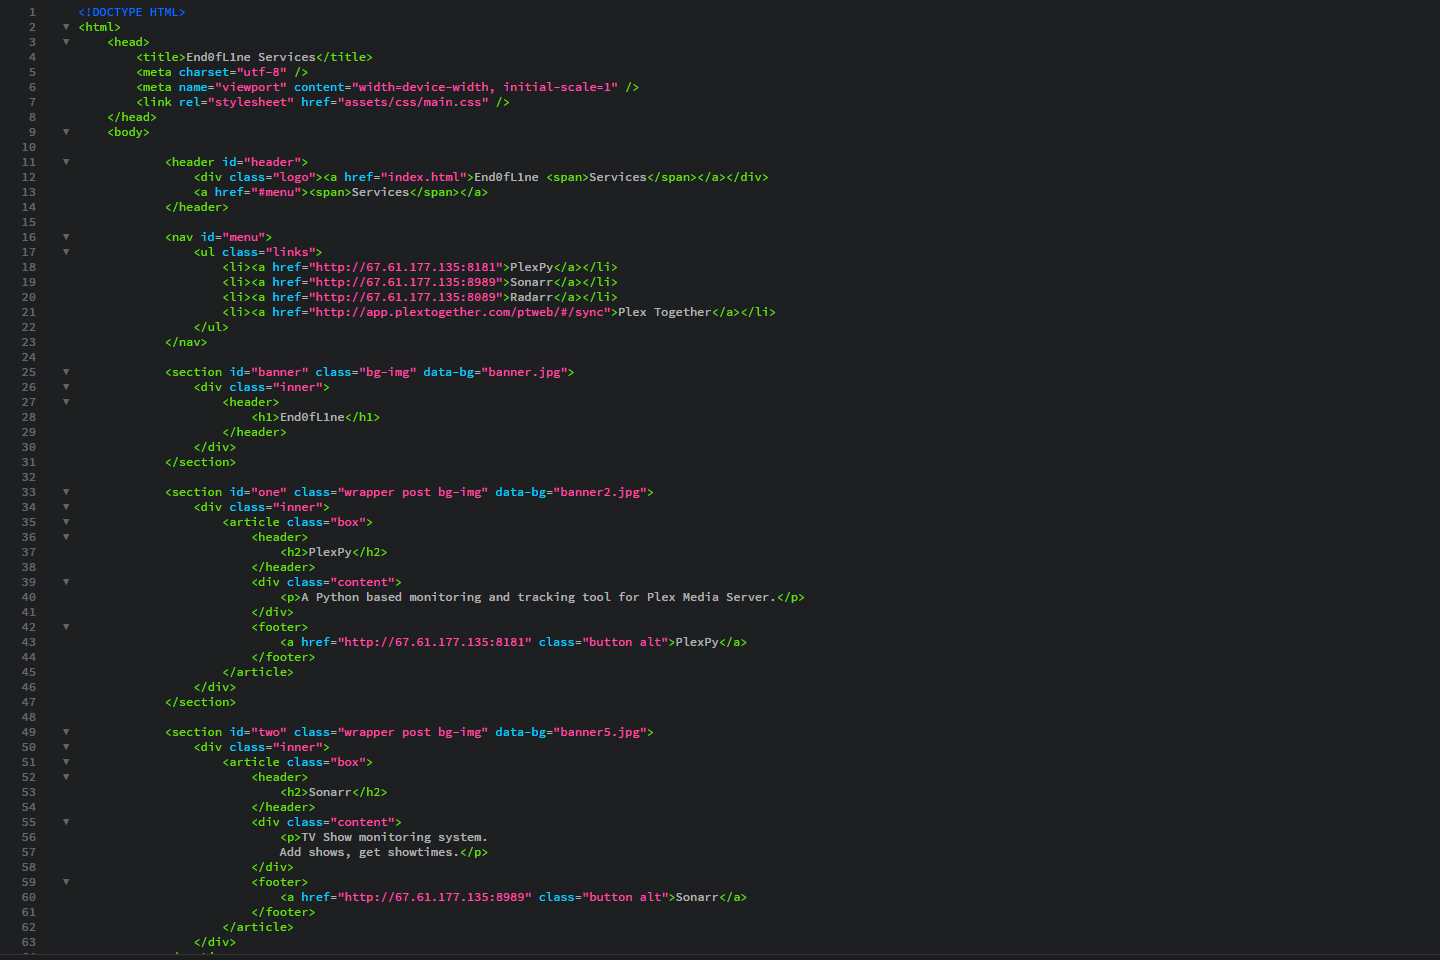 1 <!DOCTYPE HTML>
2 ▼ <html>
3 ▼ <head>
4 <title>End0fL1ne Services</title>
5 <meta charset="utf-8" />
6 <meta name="viewport" content="width=device-width, initial-scale=1" />
7 <link rel="stylesheet" href="assets/css/main.css" />
8 </head>
9 ▼ <body>
10
11 ▼ <header id="header">
12 <div class="logo"><a href="index.html">End0fL1ne <span>Services</span></a></div>
13 <a href="#menu"><span>Services</span></a>
14 </header>
15
16 ▼ <nav id="menu">
17 ▼ <ul class="links">
18 <li><a href="http://67.61.177.135:8181">PlexPy</a></li>
19 <li><a href="http://67.61.177.135:8989">Sonarr</a></li>
20 <li><a href="http://67.61.177.135:8089">Radarr</a></li>
21 <li><a href="http://app.plextogether.com/ptweb/#/sync">Plex Together</a></li>
22 </ul>
23 </nav>
24
25 ▼ <section id="banner" class="bg-img" data-bg="banner.jpg">
26 ▼ <div class="inner">
27 ▼ <header>
28 <h1>End0fL1ne</h1>
29 </header>
30 </div>
31 </section>
32
33 ▼ <section id="one" class="wrapper post bg-img" data-bg="banner2.jpg">
34 ▼ <div class="inner">
35 ▼ <article class="box">
36 ▼ <header>
37 <h2>PlexPy</h2>
38 </header>
39 ▼ <div class="content">
40 <p>A Python based monitoring and tracking tool for Plex Media Server.</p>
41 </div>
42 ▼ <footer>
43 <a href="http://67.61.177.135:8181" class="button alt">PlexPy</a>
44 </footer>
45 </article>
46 </div>
47 </section>
48
49 ▼ <section id="two" class="wrapper post bg-img" data-bg="banner5.jpg">
50 ▼ <div class="inner">
51 ▼ <article class="box">
52 ▼ <header>
53 <h2>Sonarr</h2>
54 </header>
55 ▼ <div class="content">
56 <p>TV Show monitoring system.
57 Add shows, get showtimes.</p>
58 </div>
59 ▼ <footer>
60 <a href="http://67.61.177.135:8989" class="button alt">Sonarr</a>
61 </footer>
62 </article>
63 </div>